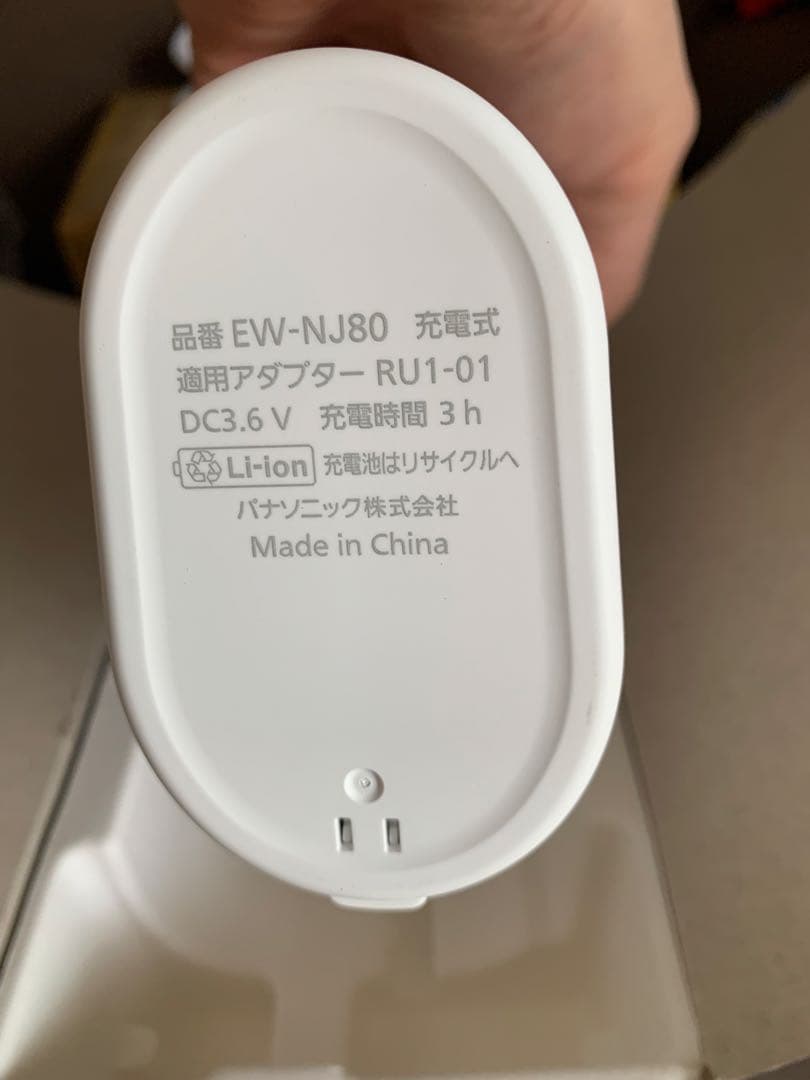 品番 EW-NJ80 充電式
適用アダプター RU1-01
DC3.6 V 充電時間 3 h
Li-ion 充電池はリサイクルへ
パナソニック株式会社
Made in China